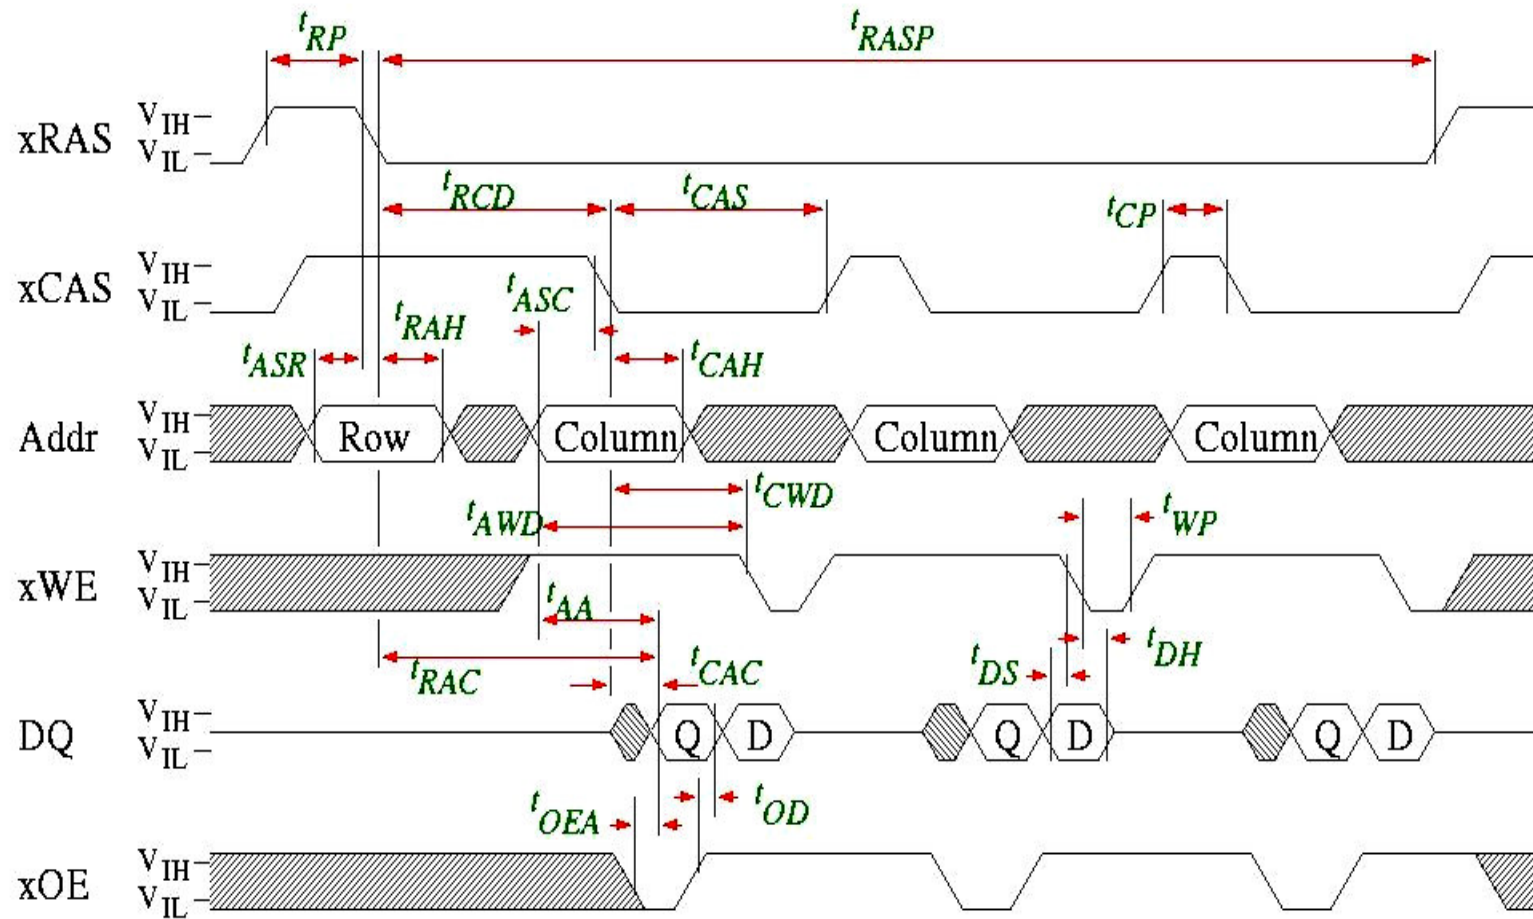 tRP tRASP
VIH
xRAS
VIL
tRCD tCAS tCP
VIH
xCAS
VIL
tASC
tRAH
tASR tCAH
VIH
Addr Row Column Column Column
VIL
tCWD
tAWD tWP
VIH
xWE
VIL
tAA
tDH
tRAC tCAC tDS
VIH
DQ Q D Q D Q D
VIL
tOEA tOD
VIH
xOE
VIL